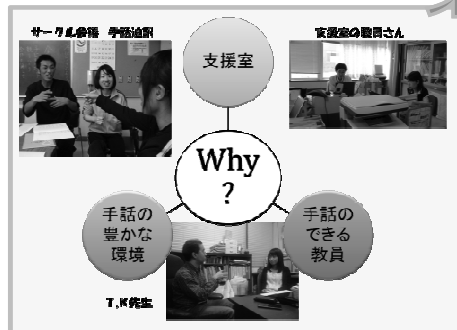 サークル会議 手話通訳
支援室の職員さん
支援室
Why
?
手話の
豊かな
環境
手話の
できる
教員
T,K先生